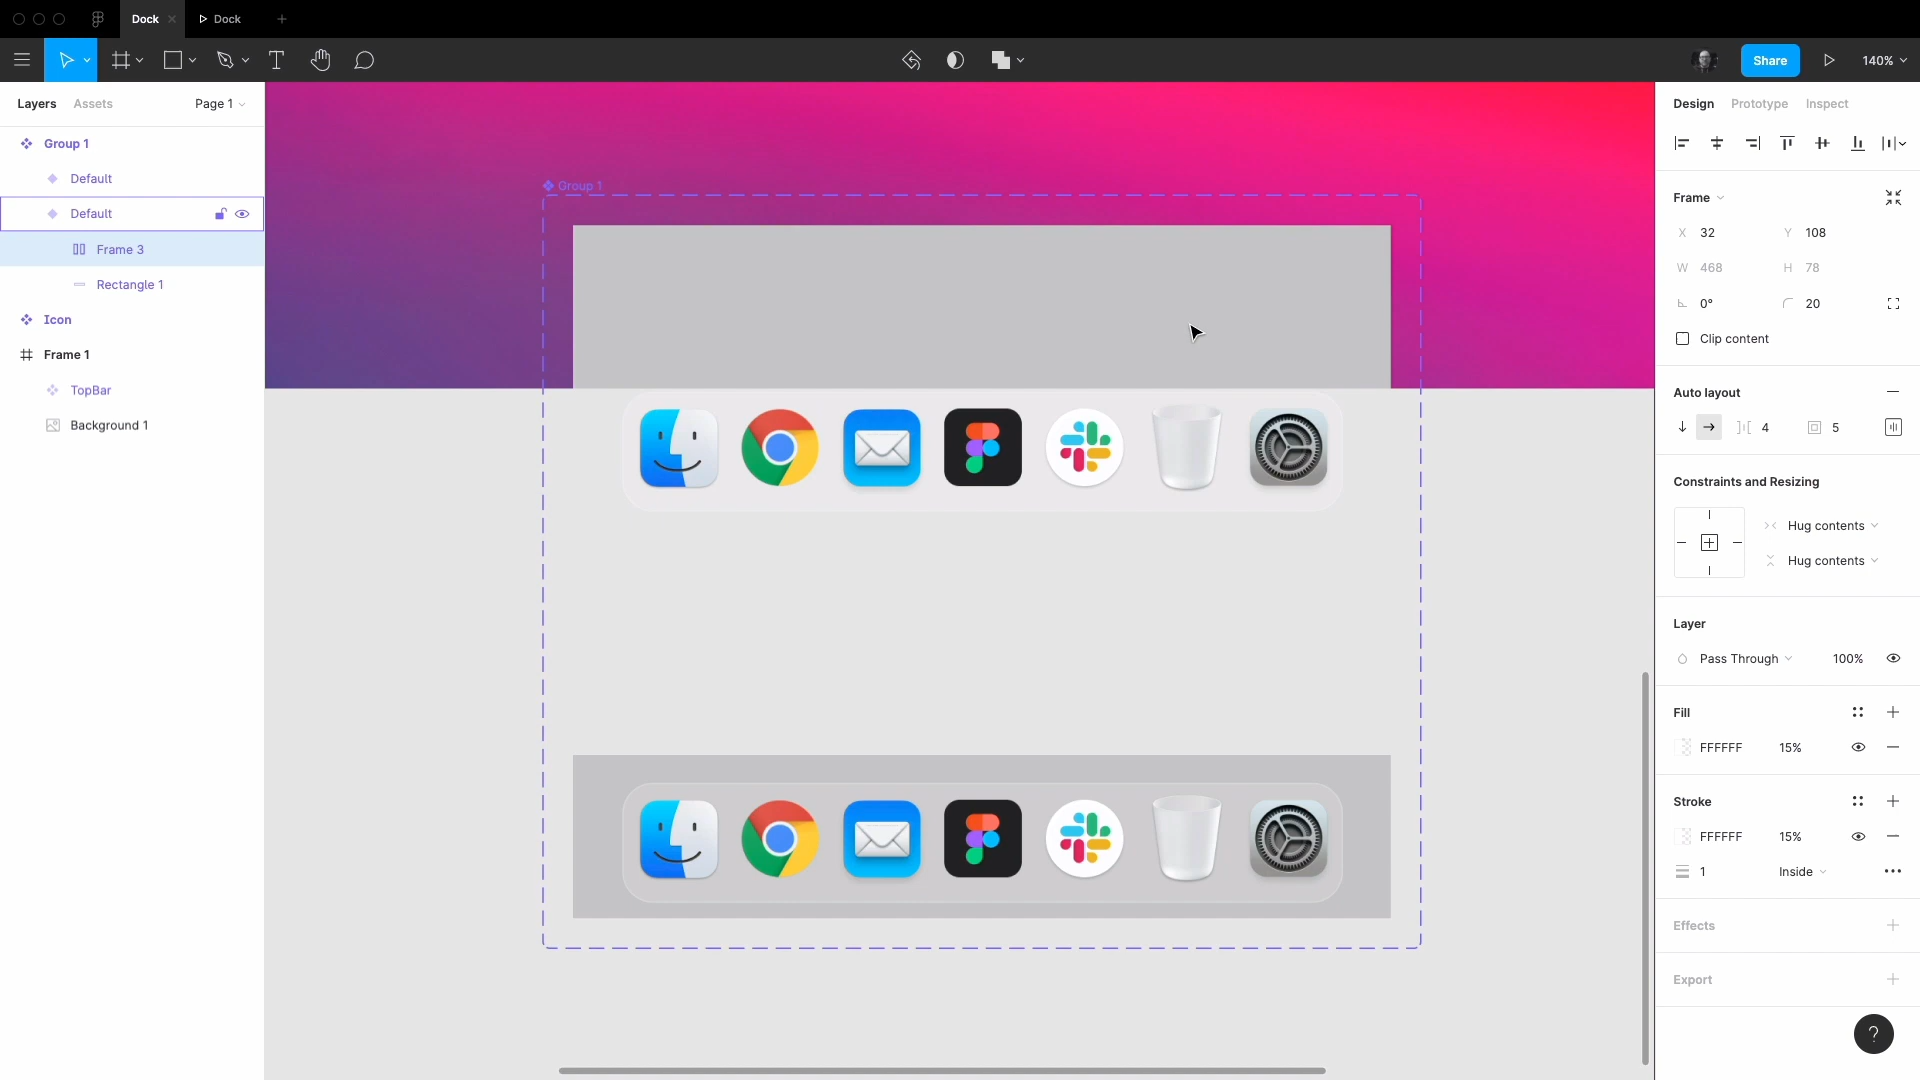 Dock
Dock
Share
140%
Layers
Assets
Page 1
Group 1
Default
Default
Frame 3
Rectangle 1
Icon
Frame 1
TopBar
Background 1
Group 1
Design
Prototype
Inspect
Frame
X 32
Y 108
W 468
H 78
0°
20
Clip content
Auto layout
4
5
Constraints and Resizing
Hug contents
Hug contents
Layer
Pass Through
100%
Fill
FFFFFF
15%
Stroke
FFFFFF
15%
1
Inside
Effects
Export
?